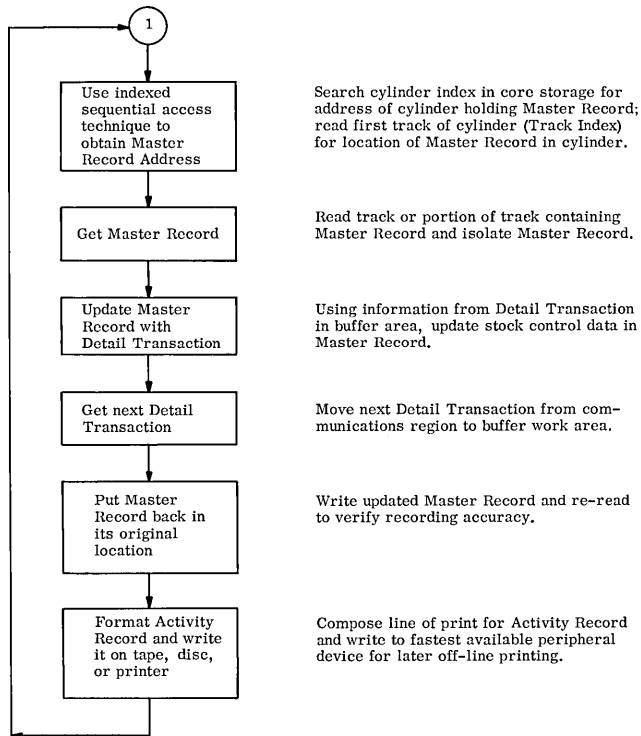 1
Use indexed
sequential access
technique to
obtain Master
Record Address
Search cylinder index in core storage for
address of cylinder holding Master Record;
read first track of cylinder (Track Index)
for location of Master Record in cylinder.
Get Master Record
Read track or portion of track containing
Master Record and isolate Master Record.
Update Master
Record with
Detail Transaction
Using information from Detail Transaction
in buffer area, update stock control data in
Master Record.
Get next Detail
Transaction
Move next Detail Transaction from com-
munications region to buffer work area.
Put Master
Record back in
its original
location
Write updated Master Record and re-read
to verify recording accuracy.
Format Activity
Record and write
it on tape, disc,
or printer
Compose line of print for Activity Record
and write to fastest available peripheral
device for later off-line printing.